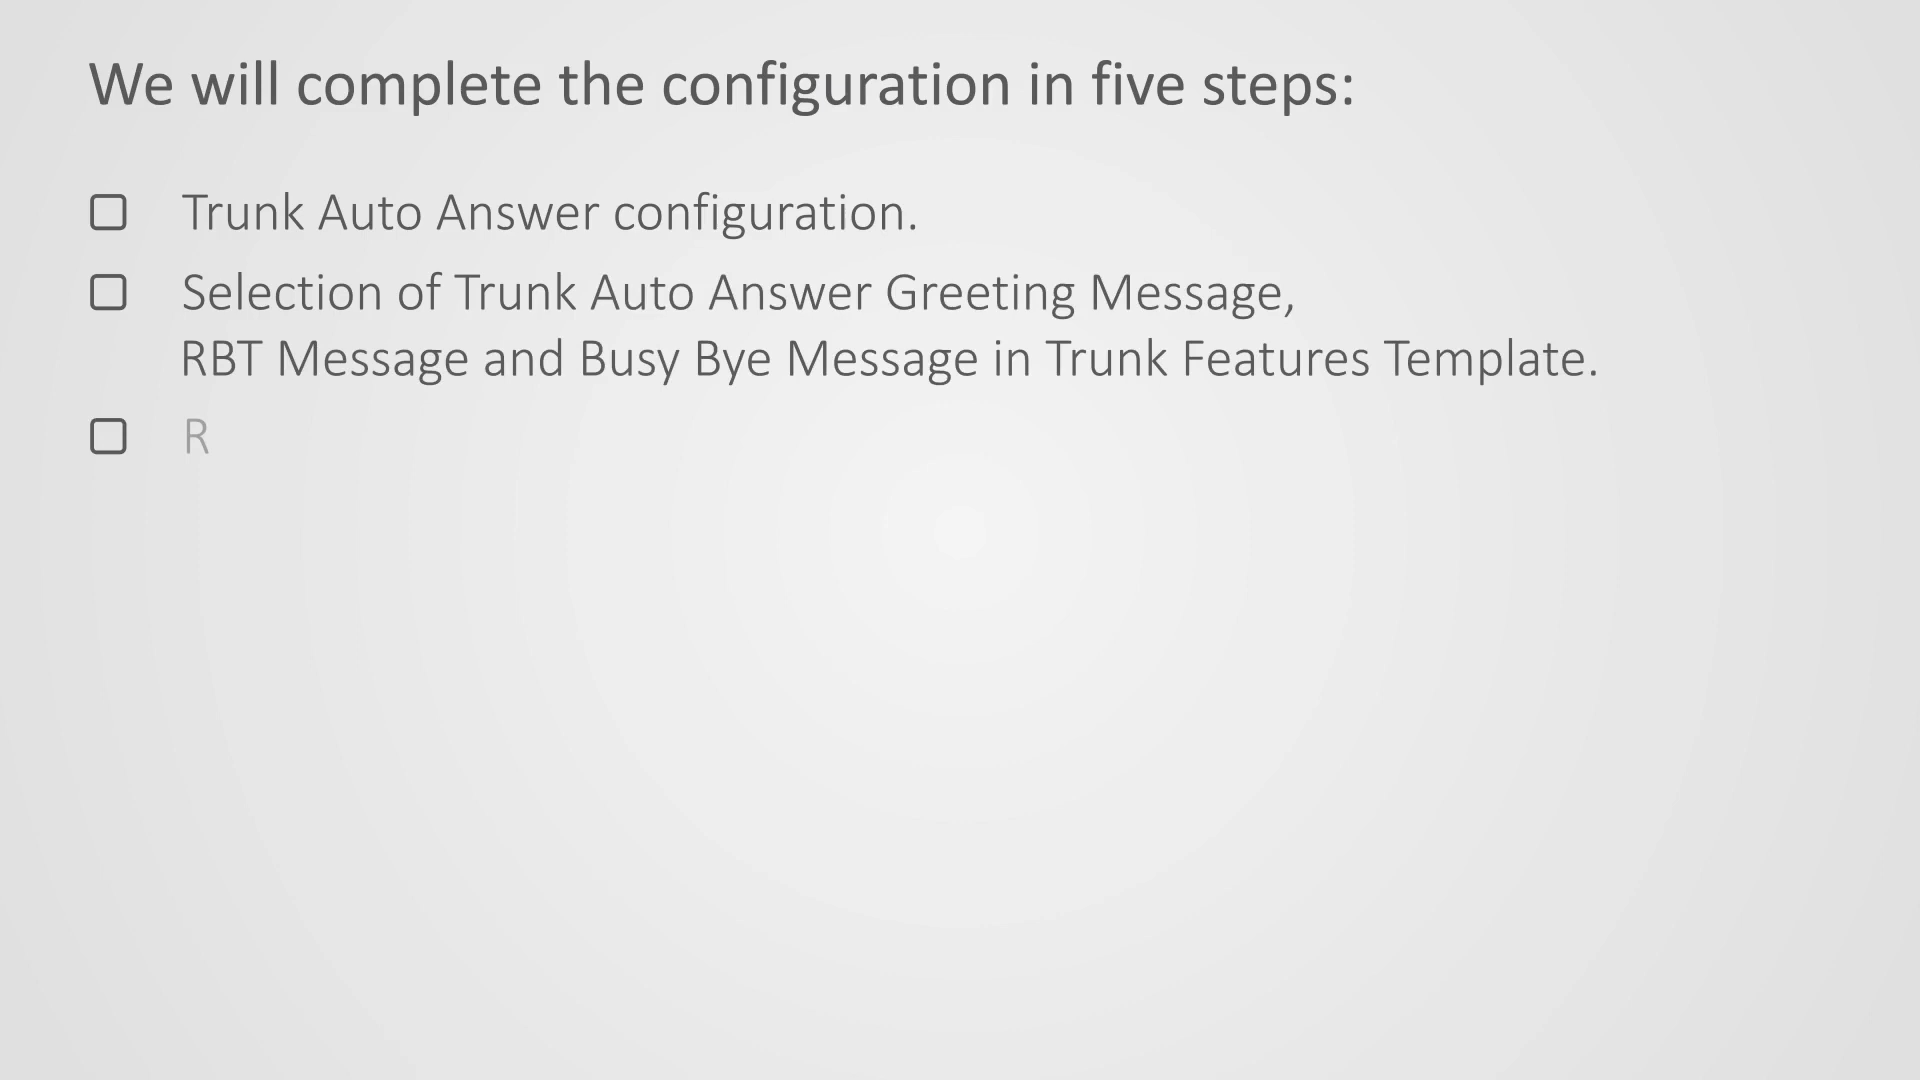 We will complete the configuration in five steps:
Trunk Auto Answer configuration.
Selection of Trunk Auto Answer Greeting Message,
RBT Message and Busy Bye Message in Trunk Features Template.
R